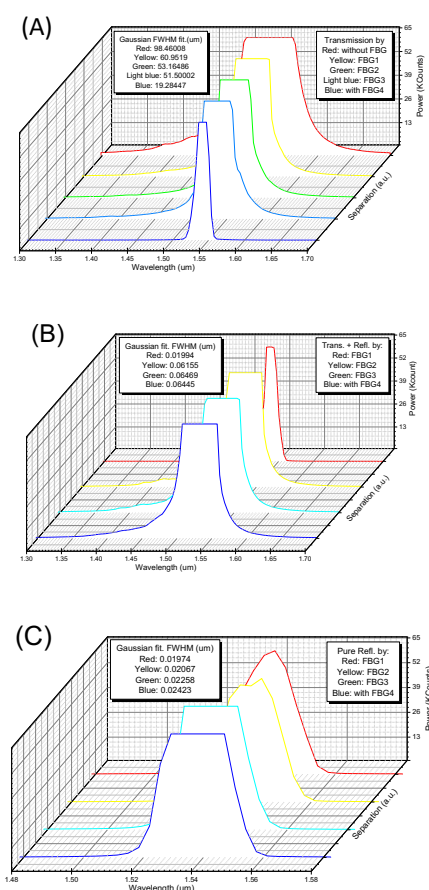 (A)
Gaussian FWHM fit.(um)
Red: 98.46008
Yellow: 60.9519
Green: 53.16486
Light blue: 51.50002
Blue: 19.28447
Transmission by
Red: without FBG
Yellow: FBG1
Green: FBG2
Light blue: FBG3
Blue: with FBG4
65
52
39
26
13
Power (KCounts)
Separation (a.u.)
1.30 1.35 1.40 1.45 1.50 1.55 1.60 1.65 1.70
Wavelength (um)
(B)
Gaussian fit. FWHM (um)
Red: 0.01994
Yellow: 0.06155
Green: 0.06469
Blue: 0.06445
Trans. + Refl. by:
Red: FBG1
Yellow: FBG2
Green: FBG3
Blue: with FBG4
65
52
39
26
13
Power (Kcount)
Separation (a.u.)
1.30 1.35 1.40 1.45 1.50 1.55 1.60 1.65 1.70
Wavelength (um)
(C)
Gaussian fit. FWHM (um)
Red: 0.01974
Yellow: 0.02067
Green: 0.02258
Blue: 0.02423
Pure Refl. by:
Red: FBG1
Yellow: FBG2
Green: FBG3
Blue: with FBG4
65
52
39
26
13
Power (KCounts)
Separation (a.u.)
1.48 1.50 1.52 1.54 1.56 1.58
Wavelength (um)